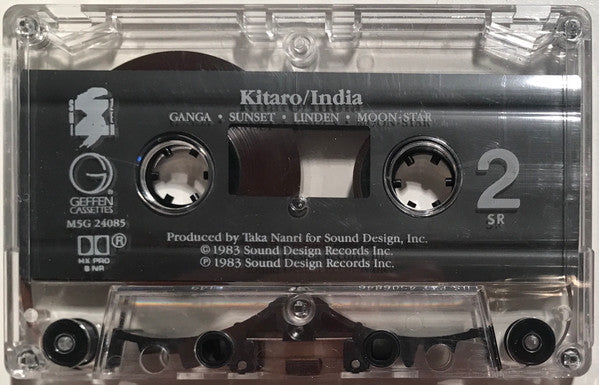 Kitaro/India
GANGA • SUNSET • LINDEN • MOON-STAR
G
GEFFEN
CASSETTES
M5G 24085
®
HX PRO
B NR
2
SR
Produced by Taka Nanri for Sound Design, Inc.
© 1983 Sound Design Records Inc.
℗ 1983 Sound Design Records Inc.